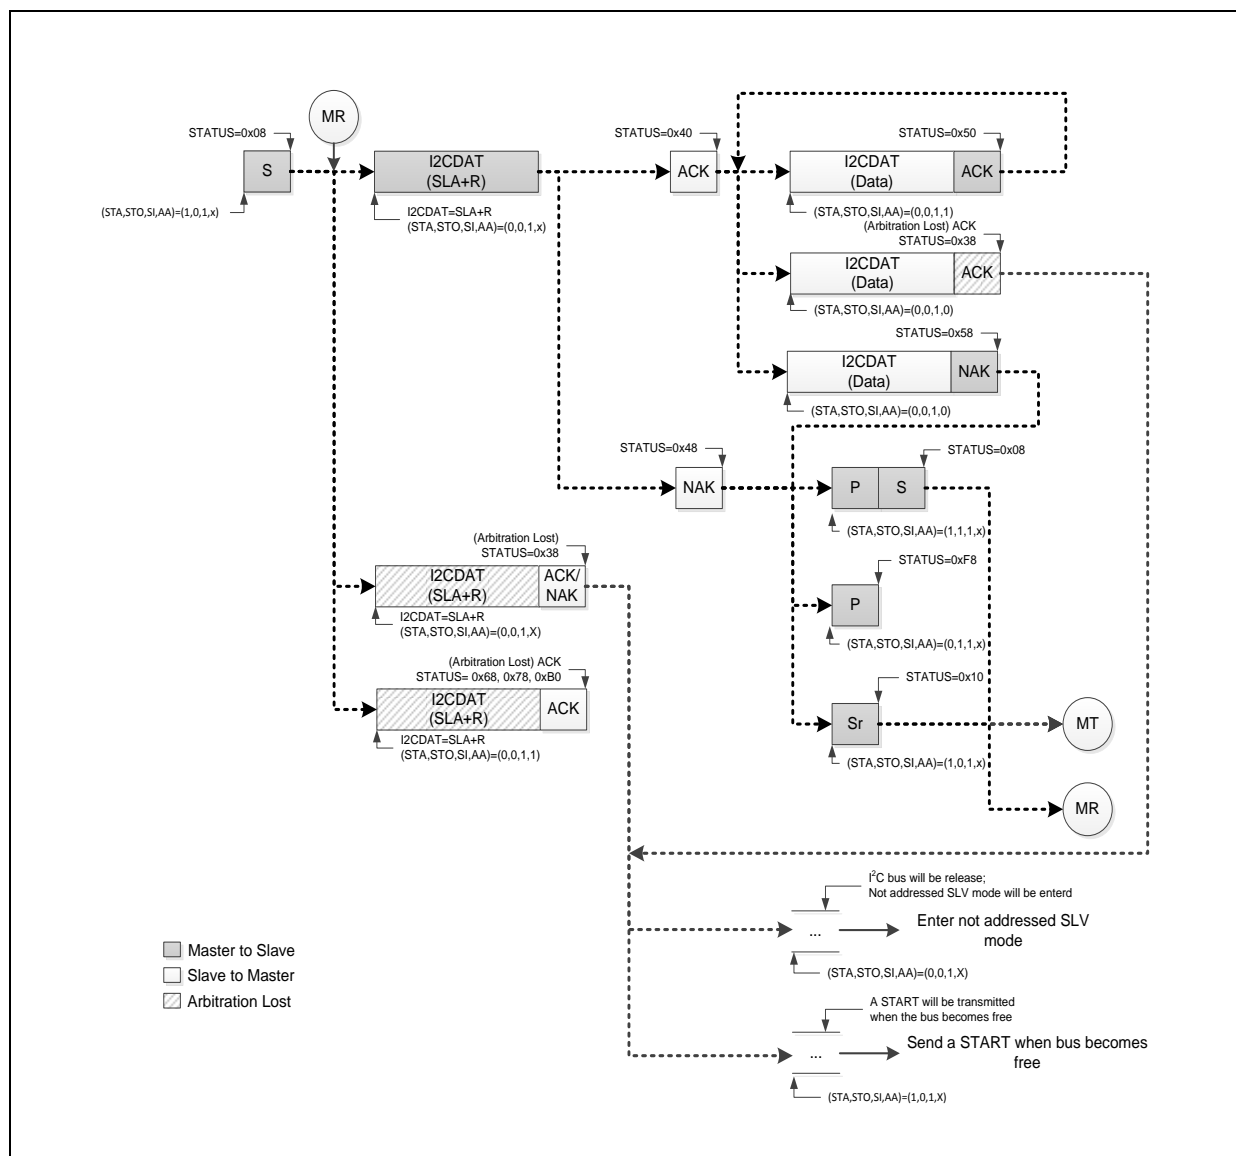 MR
STATUS=0x08
STATUS=0x40
STATUS=0x50
S
I2CDAT
(SLA+R)
ACK
I2CDAT
(Data)
ACK
(STA,STO,SI,AA)=(1,0,1,x)
I2CDAT=SLA+R
(STA,STO,SI,AA)=(0,0,1,x)
(STA,STO,SI,AA)=(0,0,1,1)
(Arbitration Lost) ACK
STATUS=0x38
I2CDAT
(Data)
ACK
(STA,STO,SI,AA)=(0,0,1,0)
STATUS=0x58
I2CDAT
(Data)
NAK
(STA,STO,SI,AA)=(0,0,1,0)
STATUS=0x48
STATUS=0x08
NAK
P
S
(STA,STO,SI,AA)=(1,1,1,x)
(Arbitration Lost)
STATUS=0x38
I2CDAT
(SLA+R)
ACK/
NAK
I2CDAT=SLA+R
(STA,STO,SI,AA)=(0,0,1,X)
STATUS=0xF8
P
(STA,STO,SI,AA)=(0,1,1,x)
(Arbitration Lost) ACK
STATUS= 0x68, 0x78, 0xB0
I2CDAT
(SLA+R)
ACK
I2CDAT=SLA+R
(STA,STO,SI,AA)=(0,0,1,1)
STATUS=0x10
Sr
MT
(STA,STO,SI,AA)=(1,0,1,x)
MR
I2C bus will be release;
Not addressed SLV mode will be enterd
...
Enter not addressed SLV
mode
(STA,STO,SI,AA)=(0,0,1,X)
Master to Slave
Slave to Master
Arbitration Lost
A START will be transmitted
when the bus becomes free
...
Send a START when bus becomes
free
(STA,STO,SI,AA)=(1,0,1,X)